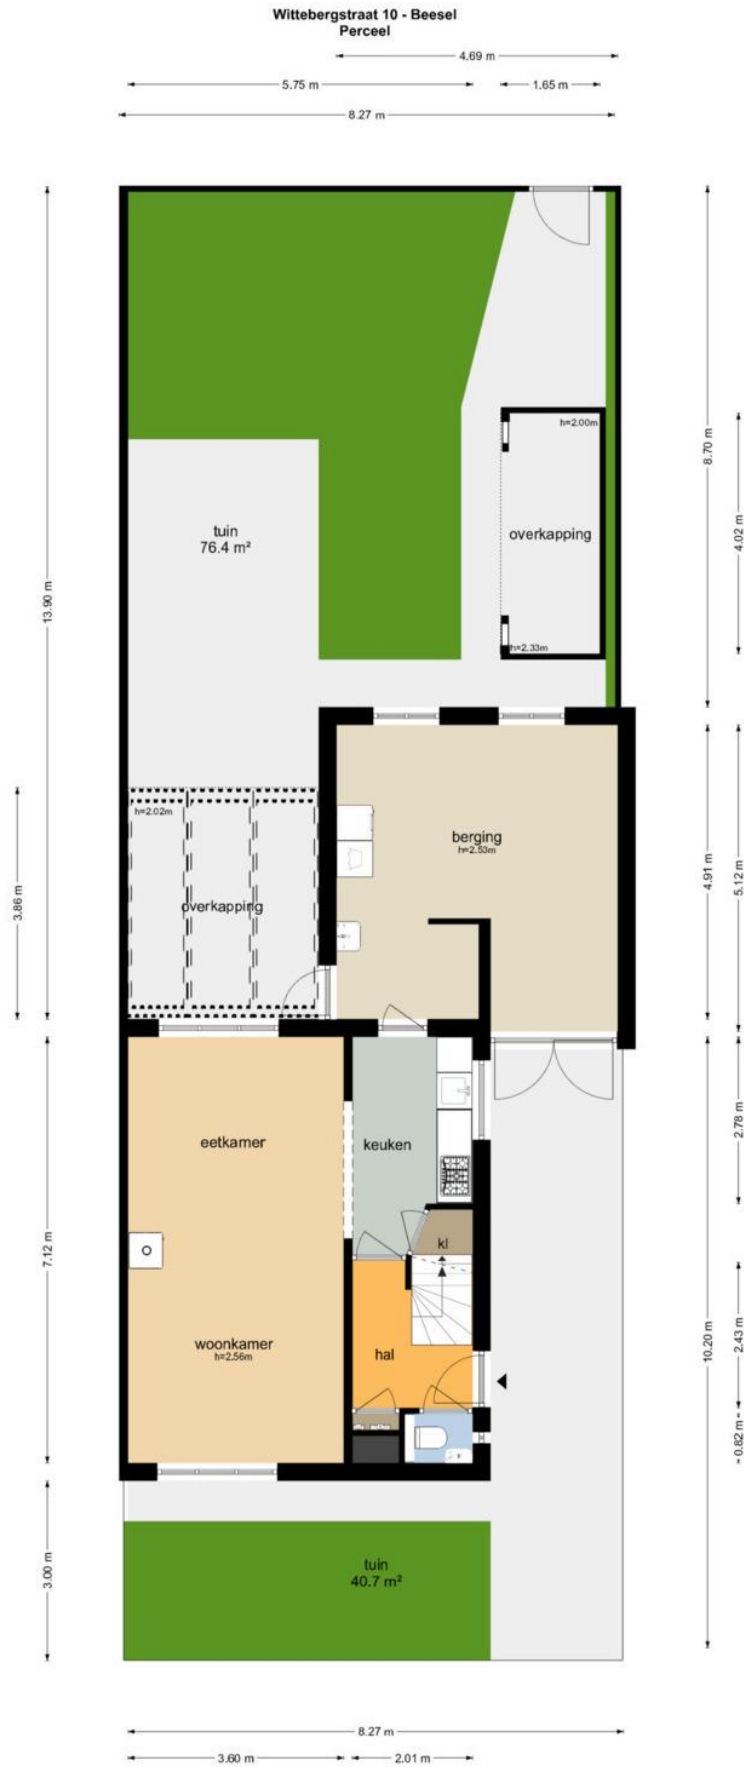 Wittebergstraat 10 - Beesel
Perceel
4.69 m
5.75 m
1.65 m
8.27 m
h=2.00m
8.70 m
4.02 m
overkapping
tuin
76.4 m²
13.90 m
h=2.33m
h=2.02m
berging
h=2.53m
4.91 m
5.12 m
3.86 m
overkapping
eetkamer
keuken
2.78 m
7.12 m
kl
woonkamer
h=2.56m
hal
10.20 m
2.43 m
0.82 m
3.00 m
tuin
40.7 m²
8.27 m
3.60 m
2.01 m